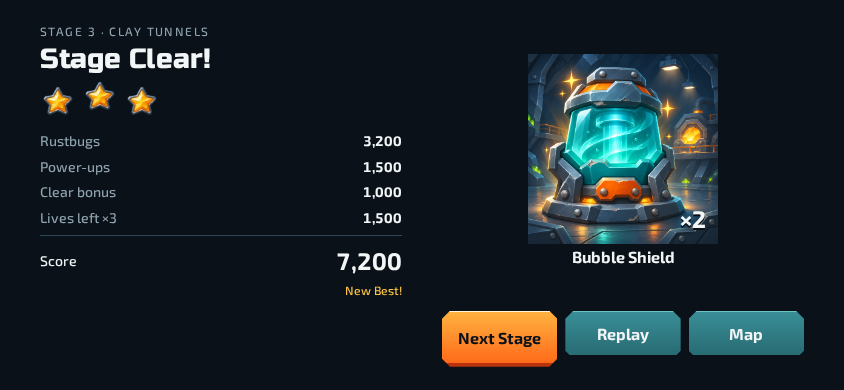 STAGE 3 · CLAY TUNNELS
Stage Clear!
Rustbugs 3,200
Power-ups 1,500
Clear bonus 1,000
Lives left ×3 1,500
Score 7,200
New Best!
×2
Bubble Shield
Next Stage
Replay
Map